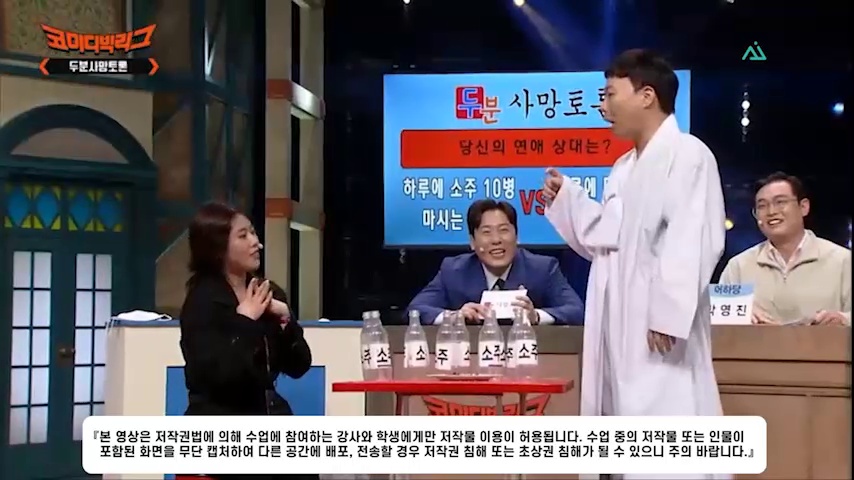 코미디빅리그
두분사망토론
두분 사망토론
당신의 연애 상대는?
하루에 소주 10병
마시는
VS
어하당
박영진
소주 소 주 소주 소주
코미디빅리그
『본 영상은 저작권법에 의해 수업에 참여하는 강사와 학생에게만 저작물 이용이 허용됩니다. 수업 중의 저작물 또는 인물이
포함된 화면을 무단 캡처하여 다른 공간에 배포, 전송할 경우 저작권 침해 또는 초상권 침해가 될 수 있으니 주의 바랍니다.』